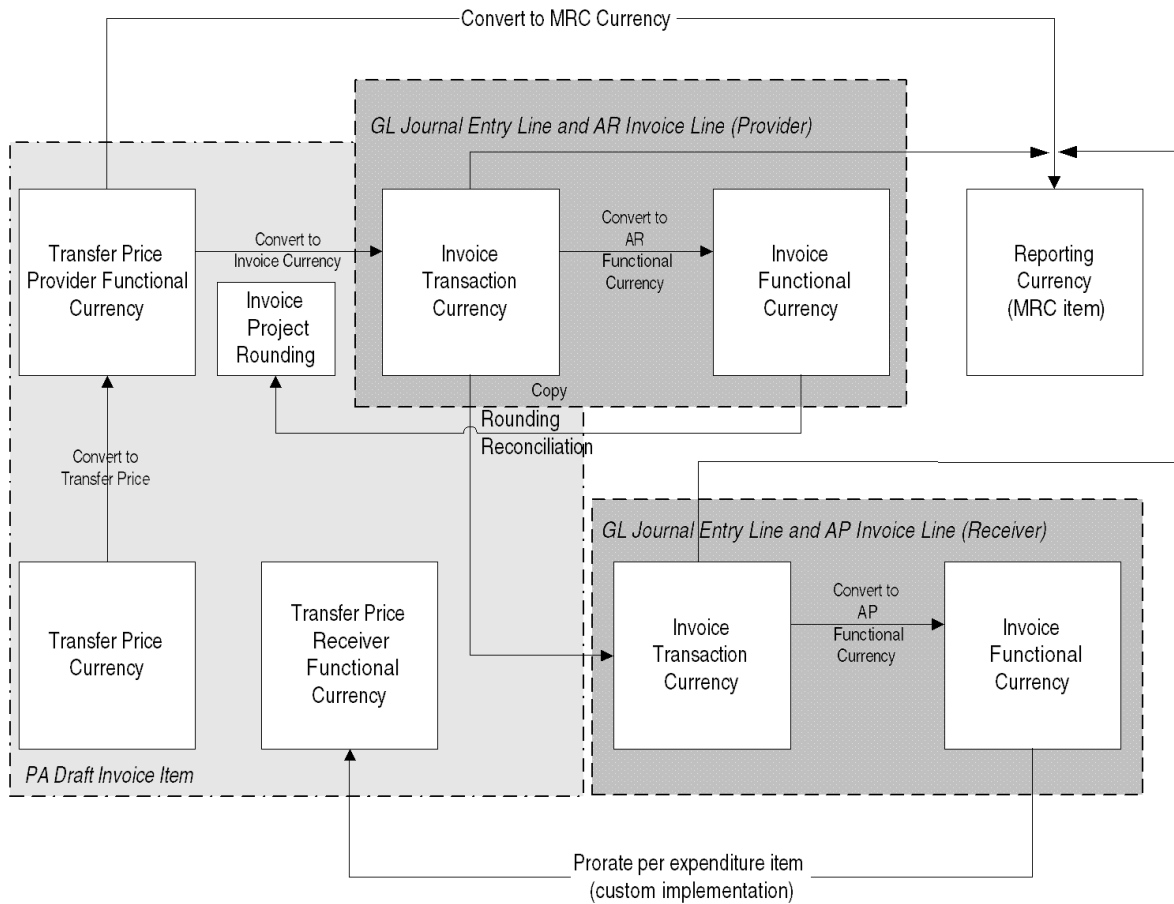 Convert to MRC Currency
GL Journal Entry Line and AR Invoice Line (Provider)
Transfer Price
Provider Functional
Currency
Convert to
Invoice Currency
Invoice
Transaction
Currency
Convert to
AR
Functional
Currency
Invoice
Functional
Currency
Reporting
Currency
(MRC item)
Invoice
Project
Rounding
Copy
Rounding
Reconciliation
Convert to
Transfer Price
GL Journal Entry Line and AP Invoice Line (Receiver)
Transfer Price
Currency
Transfer Price
Receiver
Functional
Currency
Invoice
Transaction
Currency
Convert to
AP
Functional
Currency
Invoice
Functional
Currency
PA Draft Invoice Item
Prorate per expenditure item
(custom implementation)